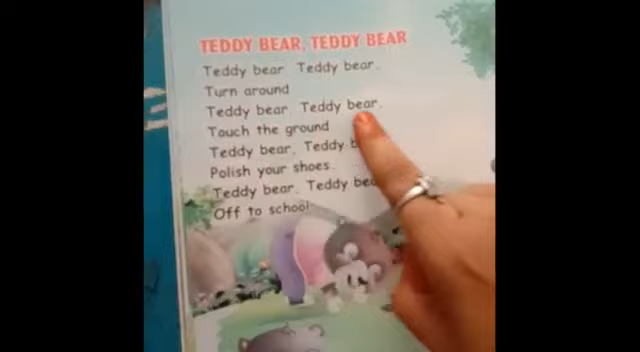 TEDDY BEAR, TEDDY BEAR
Teddy bear Teddy bear,
Turn around
Teddy bear Teddy bear,
Touch the ground
Teddy bear, Teddy
Polish your shoes.
Teddy bear, Teddy
Off to school